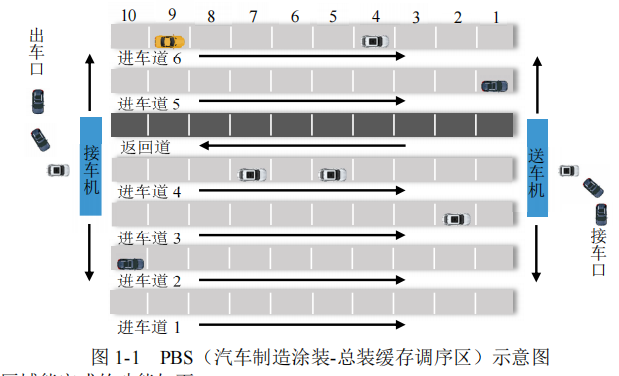 10 9 8 7 6 5 4 3 2 1
出车口
进车道 6
进车道 5
返回道
接车机
送车机
进车道 4
进车道 3
接车口
进车道 2
进车道 1
图 1-1 PBS（汽车制造涂装-总装缓存调序区）示意图